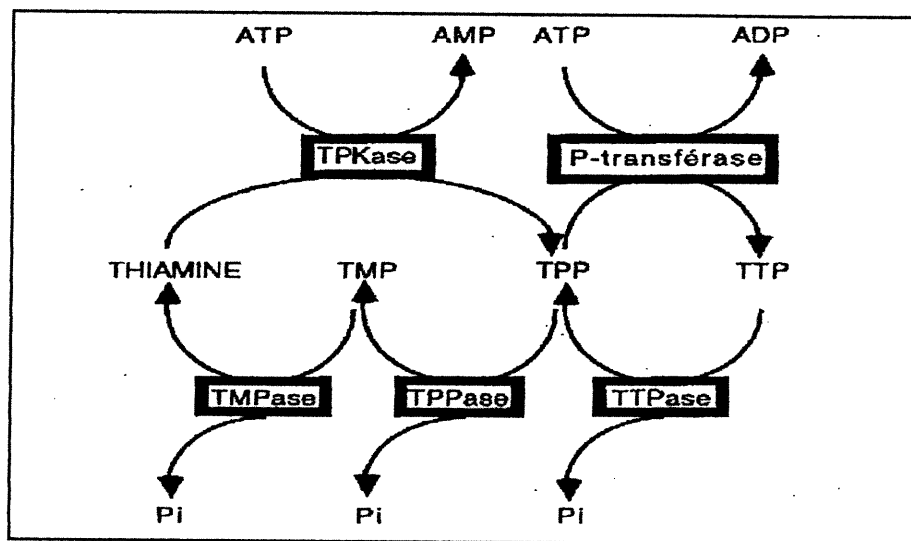 ATP AMP ATP ADP
TPKase P-transférase
THIAMINE TMP TPP TTP
TMPase TPPase TTPase
Pi Pi Pi